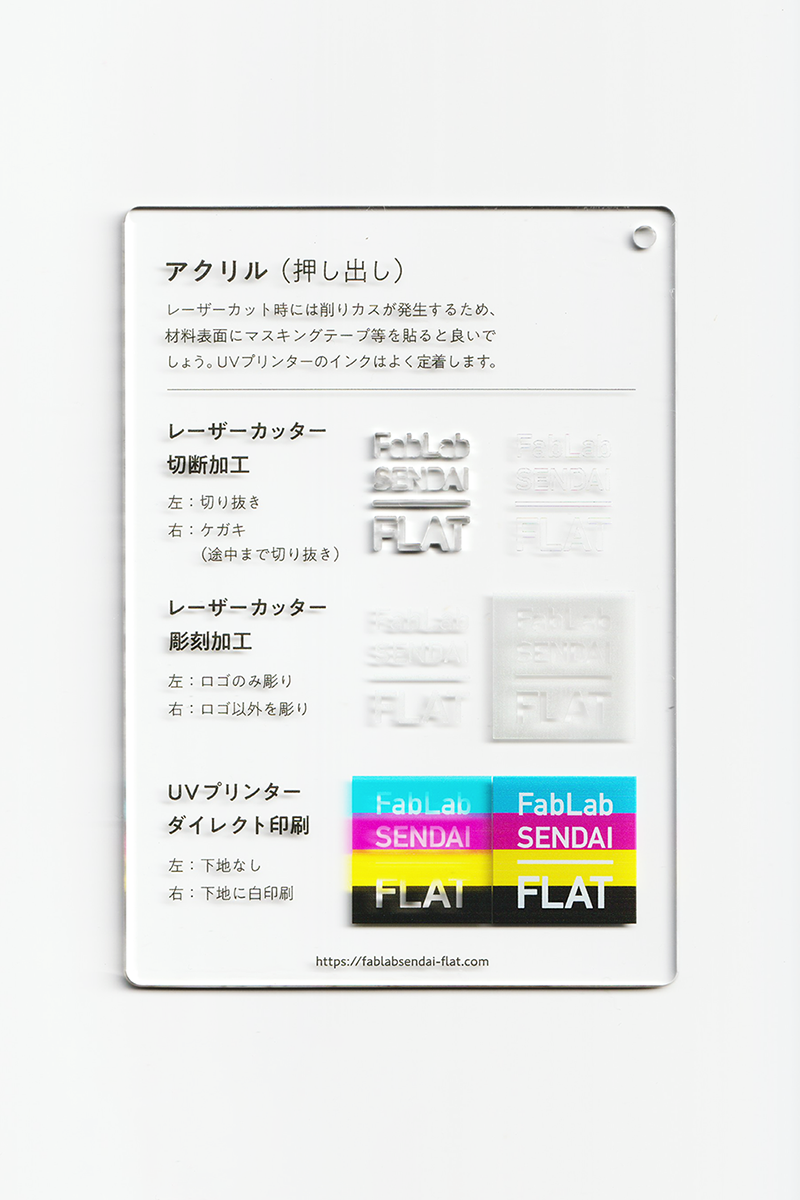 アクリル（押し出し）
レーザーカット時には削りカスが発生するため、
材料表面にマスキングテープ等を貼ると良いで
しょう。UVプリンターのインクはよく定着します。
レーザーカッター
切断加工
左：切り抜き
右：ケガキ
（途中まで切り抜き）
FabLab
SENDAI
FLAT
FabLab
SENDAI
FLAT
レーザーカッター
彫刻加工
左：ロゴのみ彫り
右：ロゴ以外を彫り
FabLab
SENDAI
FLAT
FabLab
SENDAI
FLAT
UVプリンター
ダイレクト印刷
左：下地なし
右：下地に白印刷
FabLab
SENDAI
FLAT
FabLab
SENDAI
FLAT
https://fablabsendai-flat.com